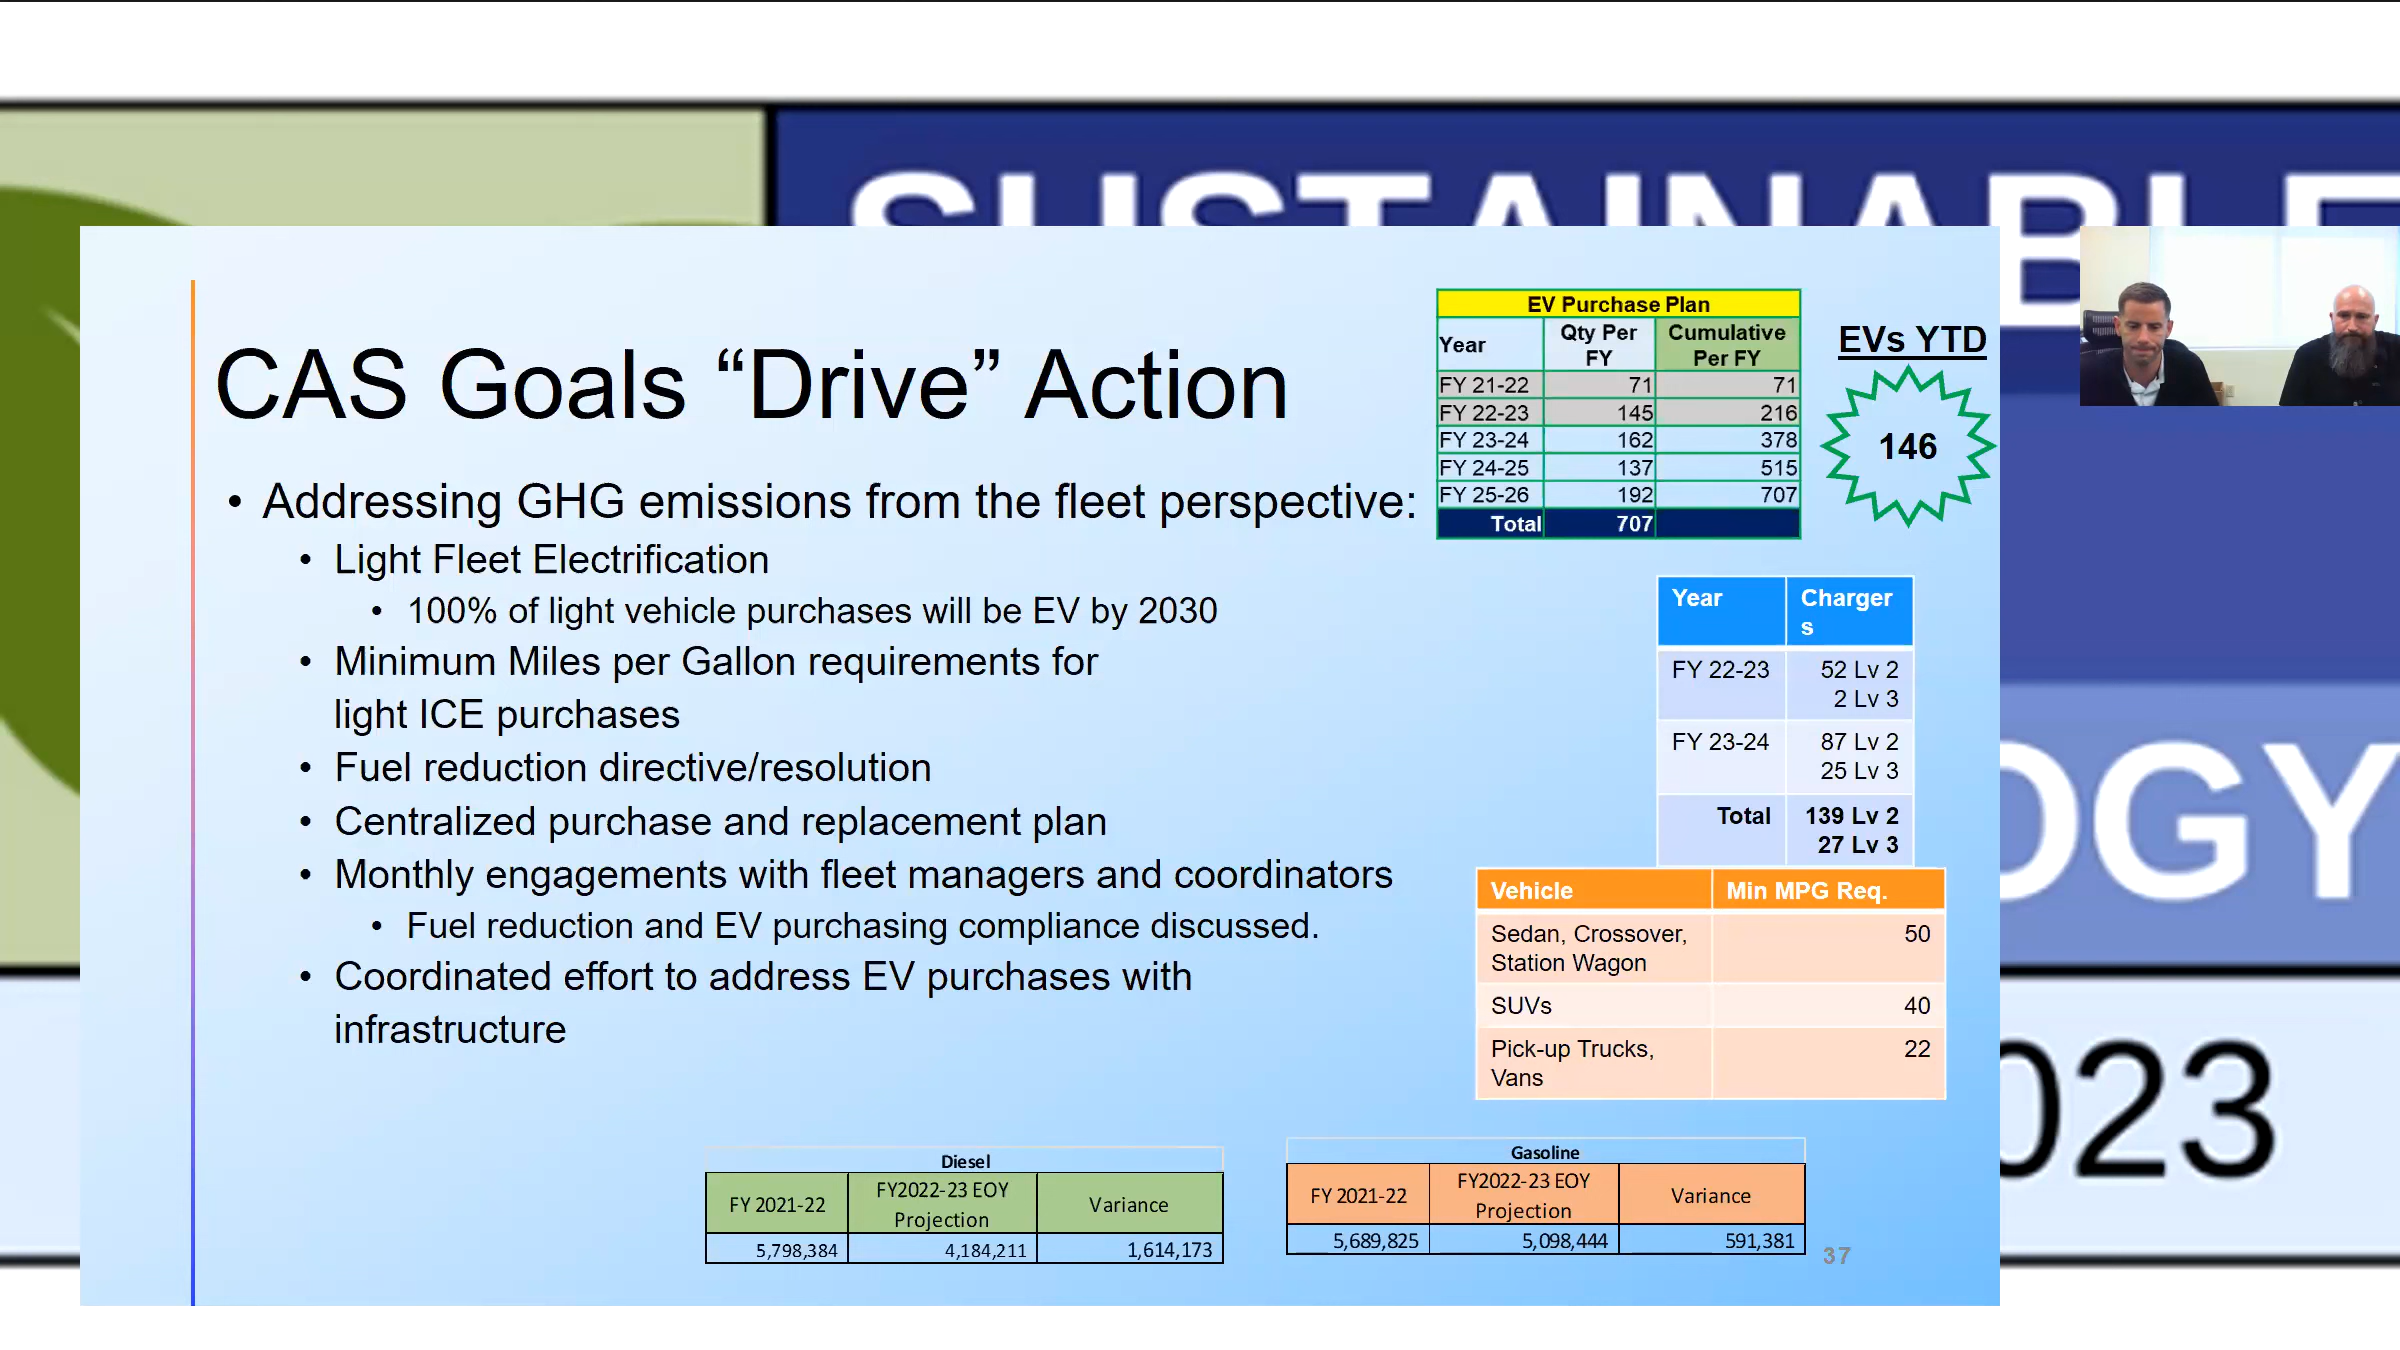 SUSTAINABLE
CAS Goals “Drive” Action
• Addressing GHG emissions from the fleet perspective:
• Light Fleet Electrification
• 100% of light vehicle purchases will be EV by 2030
• Minimum Miles per Gallon requirements for
light ICE purchases
• Fuel reduction directive/resolution
• Centralized purchase and replacement plan
• Monthly engagements with fleet managers and coordinators
• Fuel reduction and EV purchasing compliance discussed.
• Coordinated effort to address EV purchases with
infrastructure
EV Purchase Plan
Year Qty Per FY Cumulative Per FY
FY 21-22 71 71
FY 22-23 145 216
FY 23-24 162 378
FY 24-25 137 515
FY 25-26 192 707
Total 707
EVs YTD
146
Year Charger
s
FY 22-23 52 Lv 2
2 Lv 3
FY 23-24 87 Lv 2
25 Lv 3
Total 139 Lv 2
27 Lv 3
Vehicle Min MPG Req.
Sedan, Crossover, 50
Station Wagon
SUVs 40
Pick-up Trucks, 22
Vans
Diesel
FY 2021-22 FY2022-23 EOY Projection Variance
5,798,384 4,184,211 1,614,173
Gasoline
FY 2021-22 FY2022-23 EOY Projection Variance
5,689,825 5,098,444 591,381
37
OGY
023